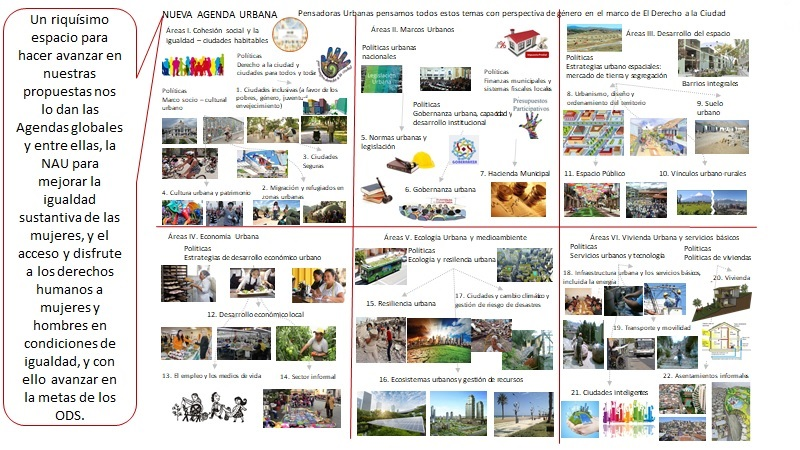 Un riquísimo
espacio para
hacer avanzar en
nuestras
propuestas nos
lo dan las
Agendas globales
y entre ellas, la
NAU para
mejorar la
igualdad
sustantiva de las
mujeres, y el
acceso y disfrute
a los derechos
humanos a
mujeres y
hombres en
condiciones de
igualdad, y con
ello avanzar en
la metas de los
ODS.
NUEVA AGENDA URBANA
Pensadoras Urbanas pensamos todos estos temas con perspectiva de género en el marco de El Derecho a la Ciudad
Áreas I. Cohesión social y la
igualdad – ciudades habitables
Políticas
Derecho a la ciudad y
ciudades para todos y todas
Políticas
Marco socio – cultural
urbano
1. Ciudades inclusivas (a favor de los
pobres, género, juventud
envejecimiento)
3. Ciudades
Seguras
4. Cultura urbana y patrimonio
2. Migración y refugiados en
zonas urbanas
Áreas II. Marcos Urbanos
Políticas urbanas
nacionales
Legislación
Urbana
Políticas
Finanzas municipales y
sistemas fiscales locales
Presupuestos
Participativos
Políticas
Gobernanza urbana, capacidad y
desarrollo institucional
5. Normas urbanas y
legislación
GOBERNANZA
7. Hacienda Municipal
6. Gobernanza urbana
Áreas III. Desarrollo del espacio
Políticas
Estrategias urbano espaciales:
mercado de tierra y segregación
Barrios integrales
8. Urbanismo, diseño y
ordenamiento del territorio
9. Suelo
urbano
11. Espacio Público
10. Vínculos urbano-rurales
Áreas IV. Economia Urbana
Políticas
Estrategias de desarrollo económico urbano
12. Desarrollo económico local
13. El empleo y los medios de vida
14. Sector informal
Áreas V. Ecología Urbana y medioambiente
Políticas
Ecología y resilencia urbana
15. Resiliencia urbana
17. Ciudades y cambio climático y
gestión de riesgo de desastres
16. Ecosistemas urbanos y gestión de recursos
Áreas VI. Vivienda Urbana y servicios básicos
Políticas
Servicios urbanos y tecnología
Políticas
Políticas de viviendas
18. Infraestructura urbana y los servicios básicos,
incluida la energía
20. Vivienda
19. Transporte y movilidad
22. Asentamientos informales
21. Ciudades inteligentes